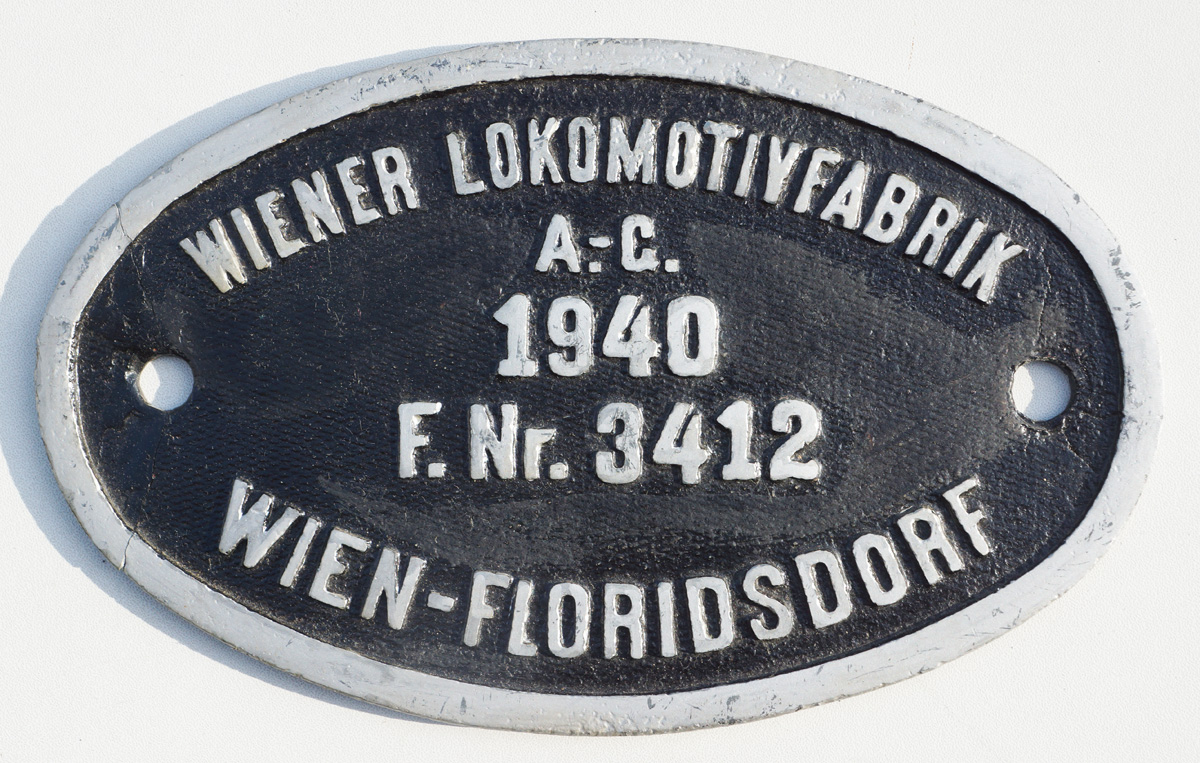 WIENER LOKOMOTIVFABRIK
A.-G.
1940
F. Nr. 3412
WIEN-FLORIDSDORF